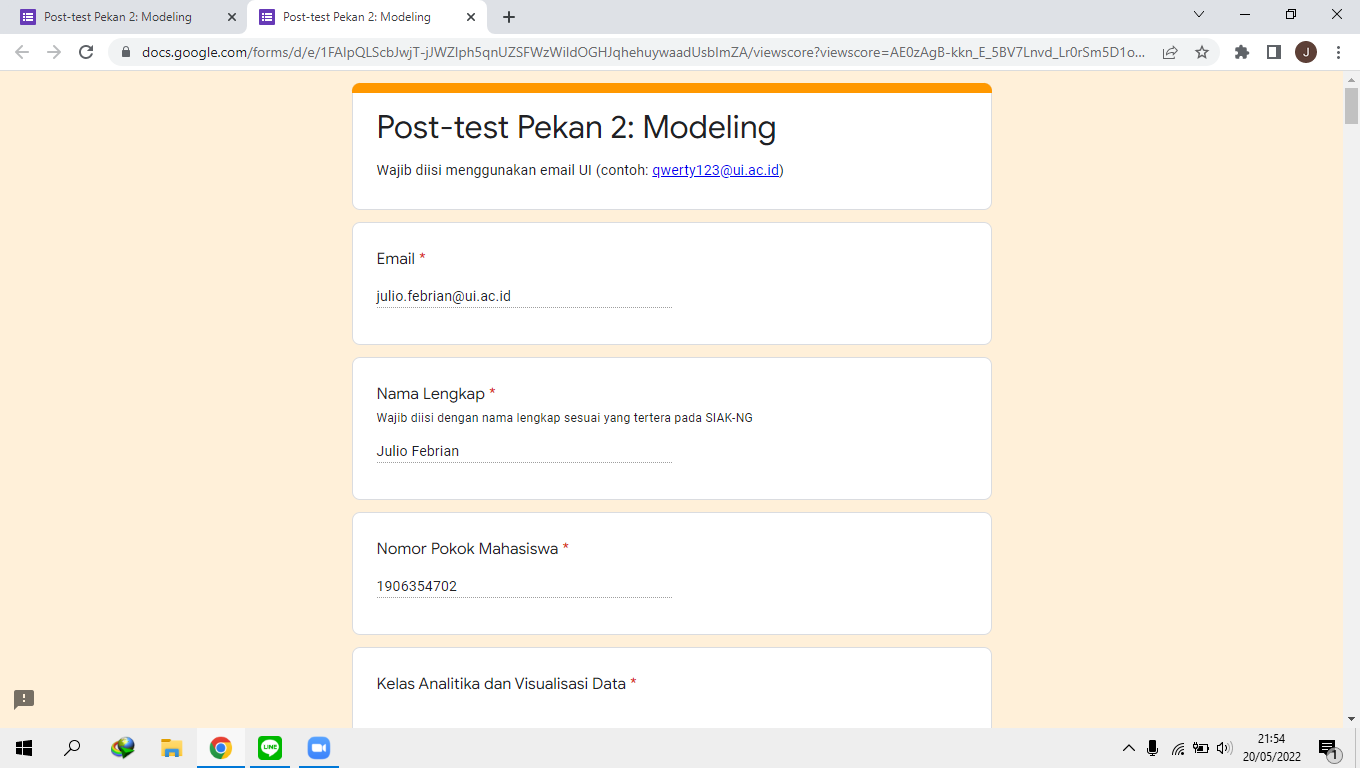 Post-test Pekan 2: Modeling
Post-test Pekan 2: Modeling
docs.google.com/forms/d/e/1FAIpQLScbJwjT-jJWZIph5qnUZSFWzWiIdOGHJqhehuywaadUsbImZA/viewscore?viewscore=AE0zAgB-kkn_E_5BV7Lnvd_Lr0rSm5D1o...
J
Post-test Pekan 2: Modeling
Wajib diisi menggunakan email UI (contoh: qwerty123@ui.ac.id)
Email *
julio.febrian@ui.ac.id
Nama Lengkap *
Wajib diisi dengan nama lengkap sesuai yang tertera pada SIAK-NG
Julio Febrian
Nomor Pokok Mahasiswa *
1906354702
Kelas Analitika dan Visualisasi Data *
LINE
21:54
20/05/2022
1